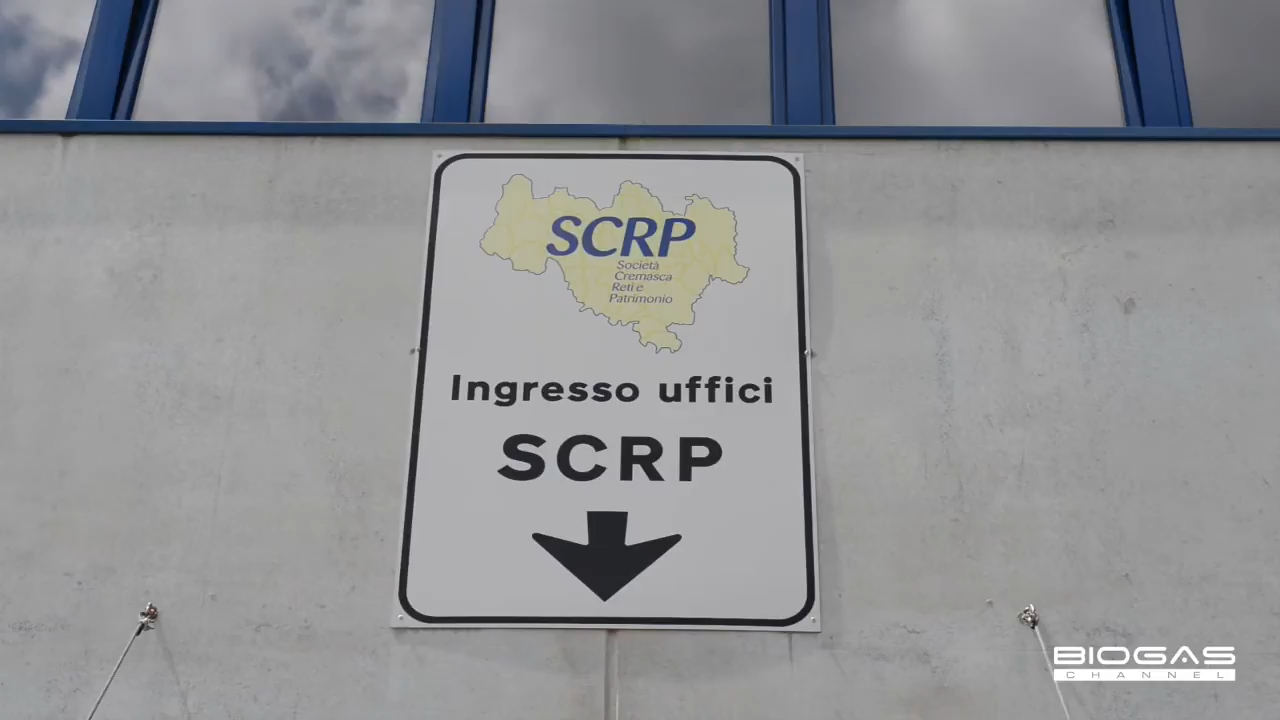 SCRP
Società
Cremasca
Reti e
Patrimonio
Ingresso uffici
SCRP
BIOGAS
CHANNEL